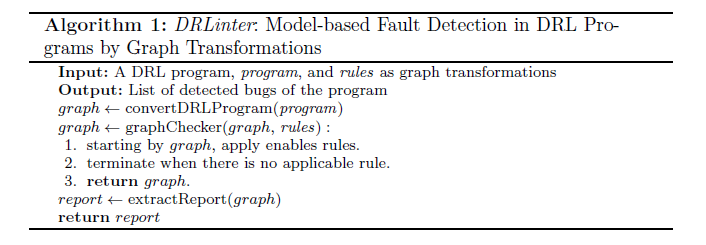 Algorithm 1: DRLinter: Model-based Fault Detection in DRL Pro-
grams by Graph Transformations
Input: A DRL program, program, and rules as graph transformations
Output: List of detected bugs of the program
graph ← convertDRLProgram(program)
graph ← graphChecker(graph, rules) :
1. starting by graph, apply enables rules.
2. terminate when there is no applicable rule.
3. return graph.
report ← extractReport(graph)
return report